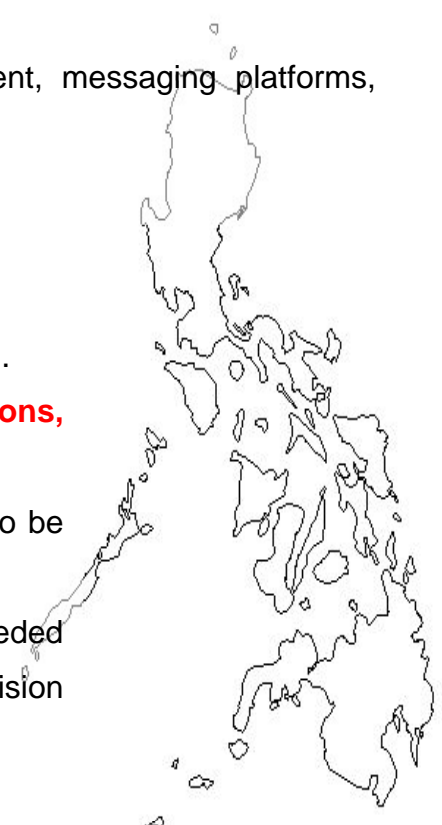 ent, messaging platforms,
.
ons,
o be
eded
ision